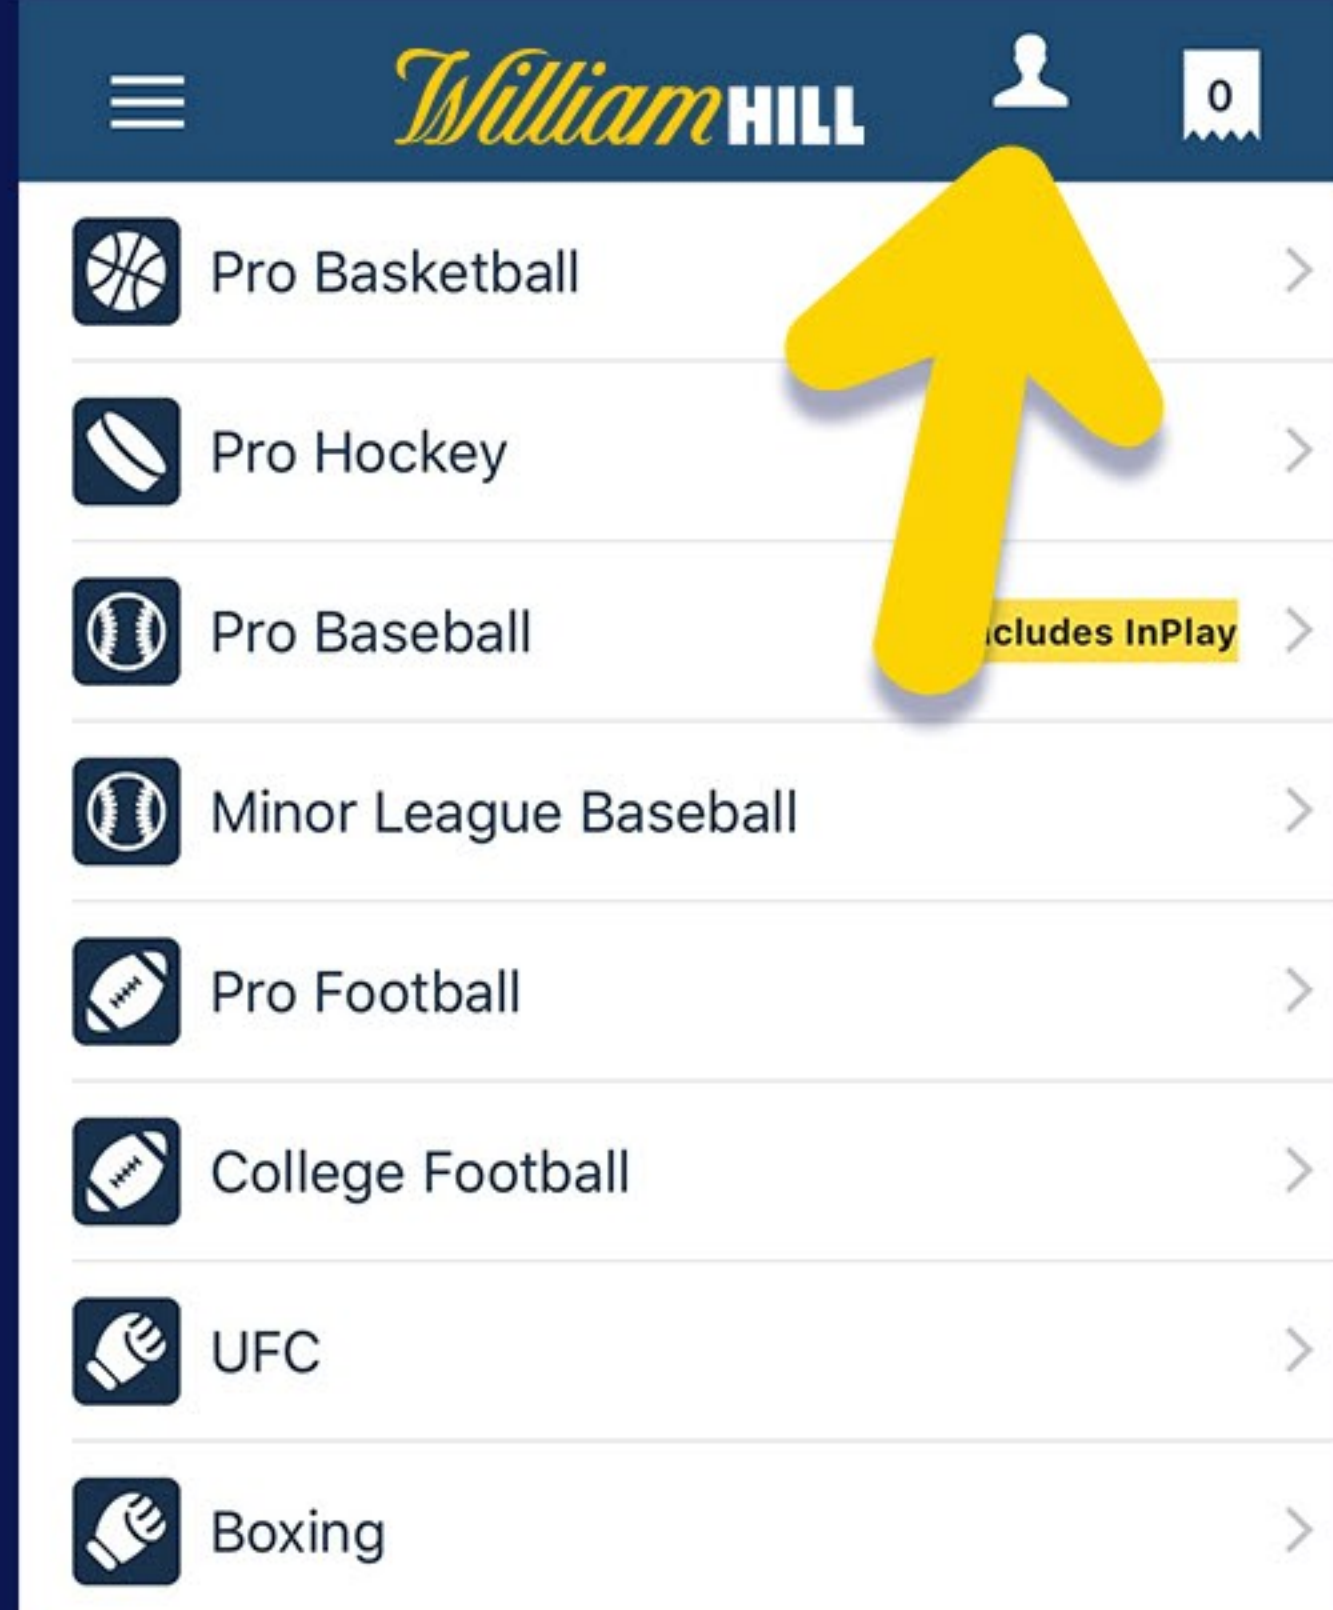 William HILL
0
Pro Basketball
Pro Hockey
Pro Baseball
InPlay
Minor League Baseball
Pro Football
College Football
UFC
Boxing